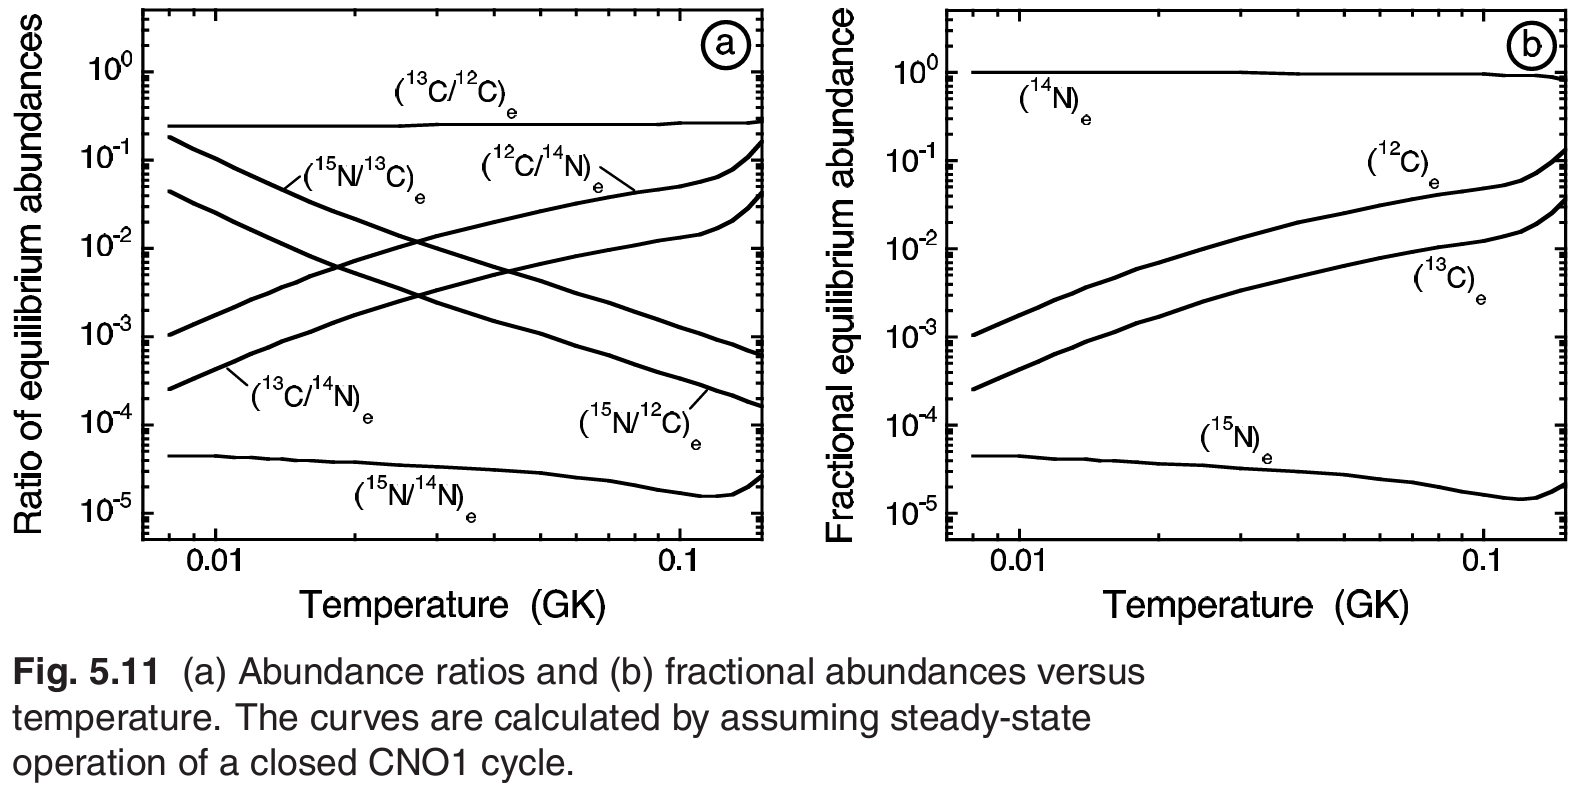 Ratio of equilibrium abundances
10⁰
10⁻¹
10⁻²
10⁻³
10⁻⁴
10⁻⁵
ⓐ
(¹³C/¹²C)ₑ
(¹⁵N/¹³C)ₑ
(¹²C/¹⁴N)ₑ
(¹³C/¹⁴N)ₑ
(¹⁵N/¹²C)ₑ
(¹⁵N/¹⁴N)ₑ
0.01 0.1
Temperature (GK)
Fractional equilibrium abundance
10⁰
10⁻¹
10⁻²
10⁻³
10⁻⁴
10⁻⁵
ⓑ
(¹⁴N)ₑ
(¹²C)ₑ
(¹³C)ₑ
(¹⁵N)ₑ
0.01 0.1
Temperature (GK)
Fig. 5.11 (a) Abundance ratios and (b) fractional abundances versus
temperature. The curves are calculated by assuming steady-state
operation of a closed CNO1 cycle.